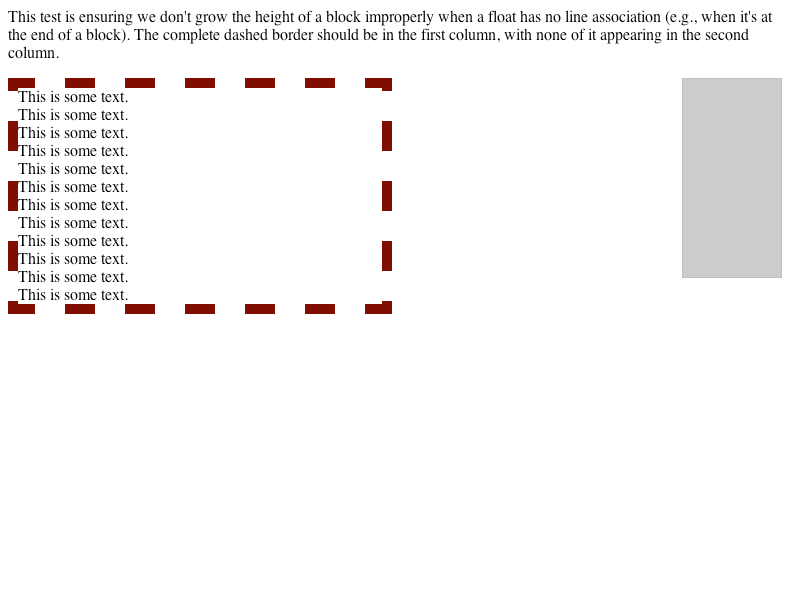 This test is ensuring we don't grow the height of a block improperly when a float has no line association (e.g., when it's at
the end of a block). The complete dashed border should be in the first column, with none of it appearing in the second
column.
This is some text.
This is some text.
This is some text.
This is some text.
This is some text.
This is some text.
This is some text.
This is some text.
This is some text.
This is some text.
This is some text.
This is some text.